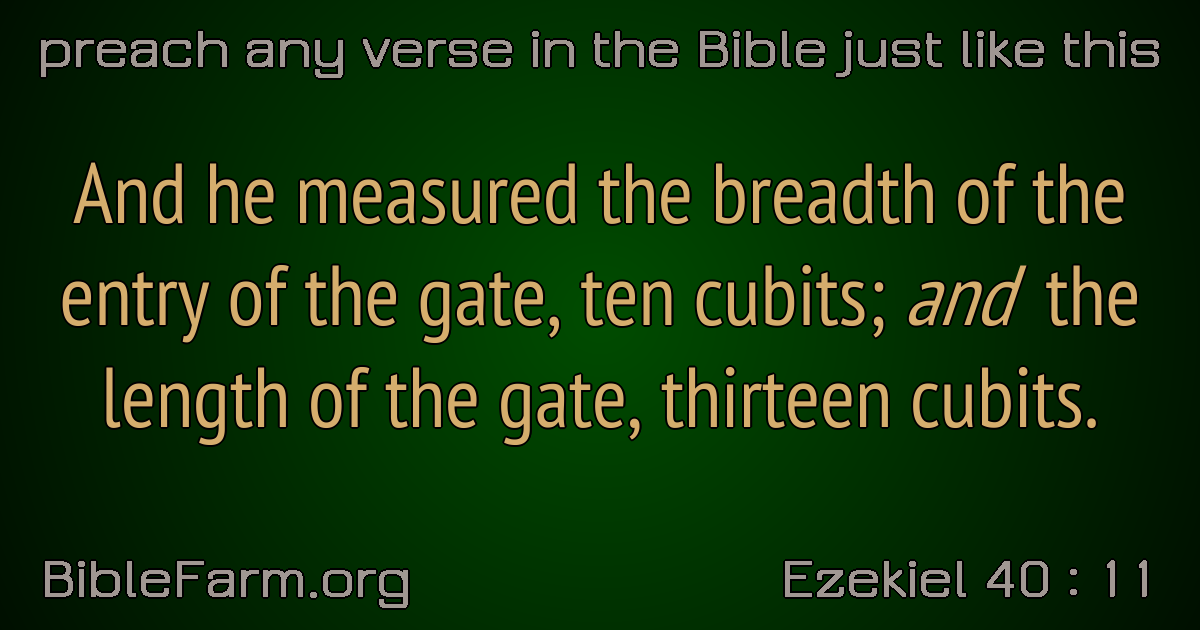 preach any verse in the Bible just like this
And he measured the breadth of the
entry of the gate, ten cubits; and the
length of the gate, thirteen cubits.
BibleFarm.org
Ezekiel 40 : 11